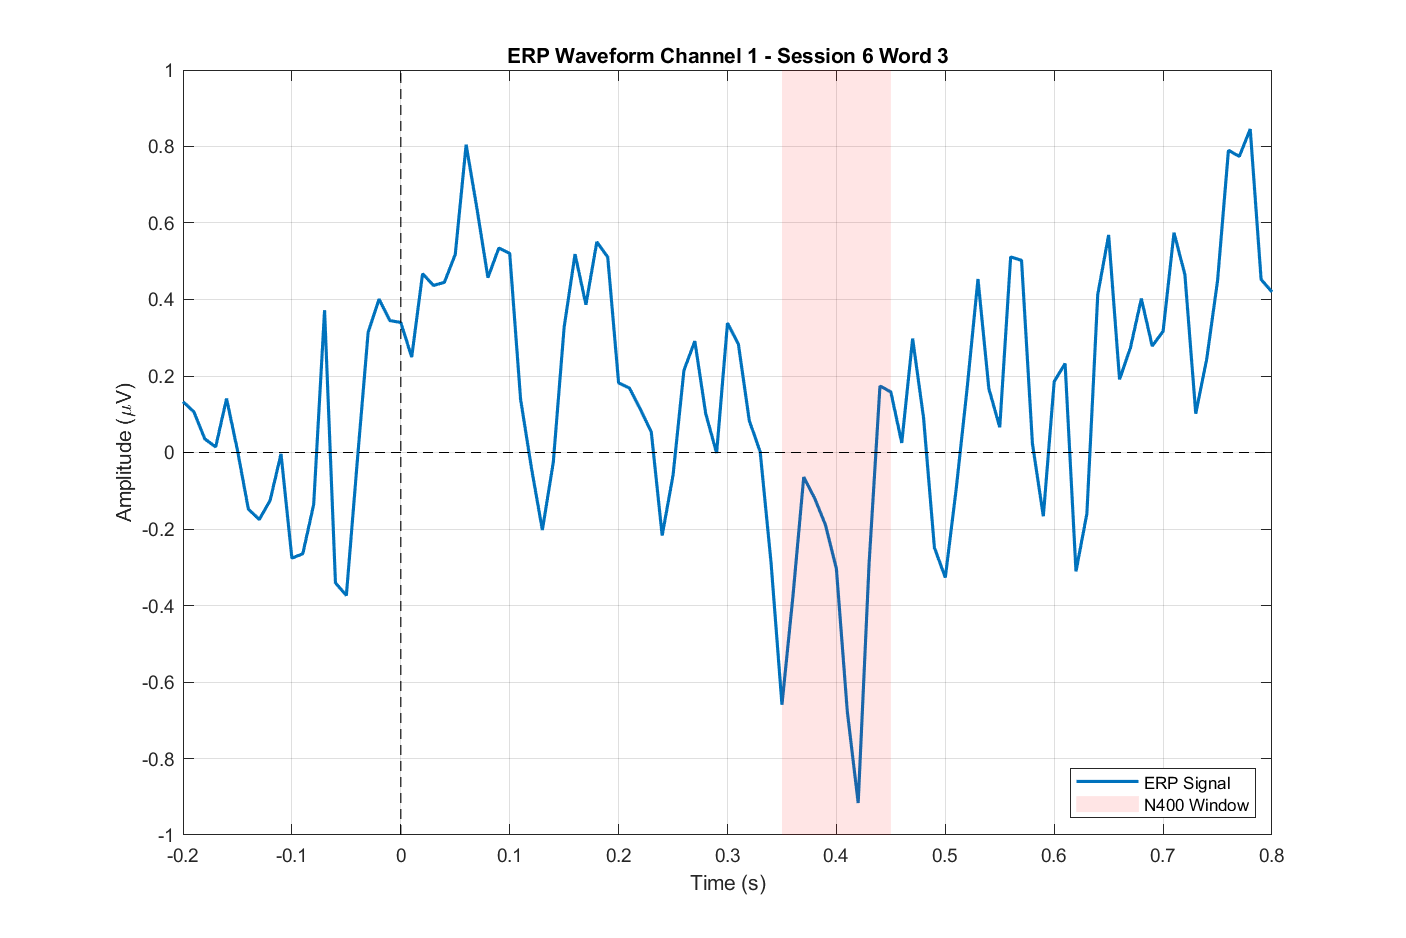 ERP Waveform Channel 1 - Session 6 Word 3
1
0.8
0.6
0.4
0.2
0
-0.2
-0.4
-0.6
-0.8
-1
Amplitude (μV)
ERP Signal
N400 Window
-0.2 -0.1 0 0.1 0.2 0.3 0.4 0.5 0.6 0.7 0.8
Time (s)